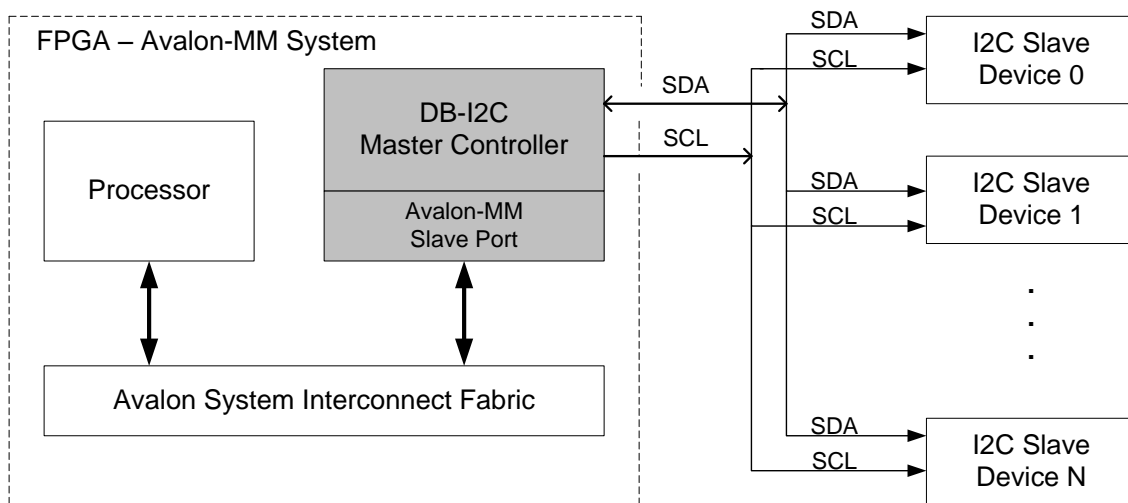 FPGA – Avalon-MM System
Processor
DB-I2C
Master Controller
Avalon-MM
Slave Port
Avalon System Interconnect Fabric
SDA
SCL
SDA
SCL
I2C Slave
Device 0
SDA
SCL
I2C Slave
Device 1
.
.
.
SDA
SCL
I2C Slave
Device N